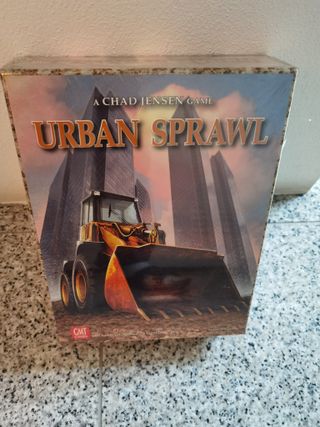 A CHAD JENSEN GAME
URBAN SPRAWL
GMT